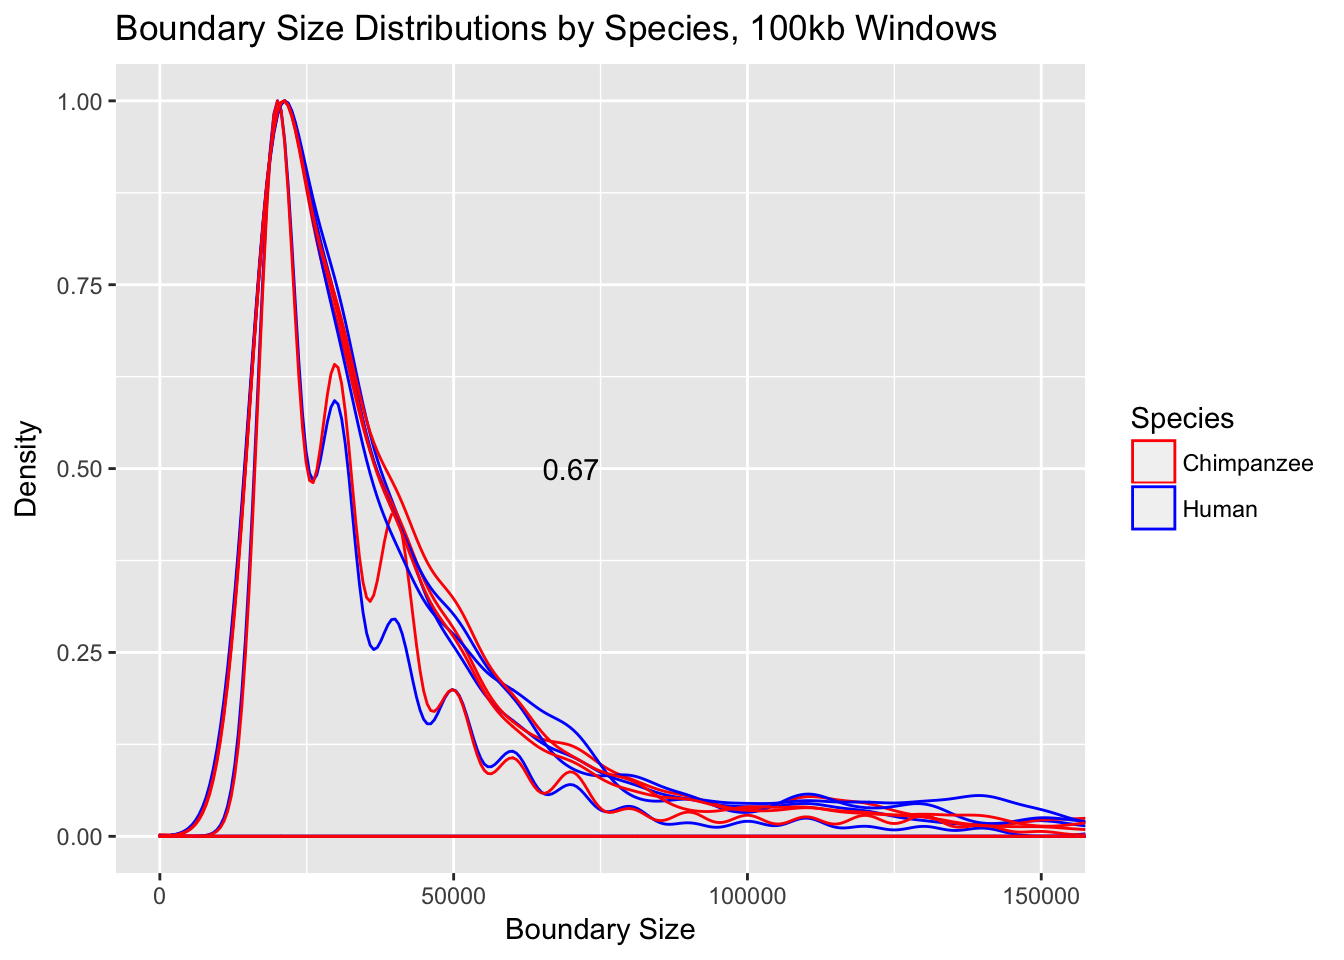 Boundary Size Distributions by Species, 100kb Windows
1.00
0.75
0.50
0.25
0.00
Density
0.67
0
50000
100000
150000
Boundary Size
Species
Chimpanzee
Human